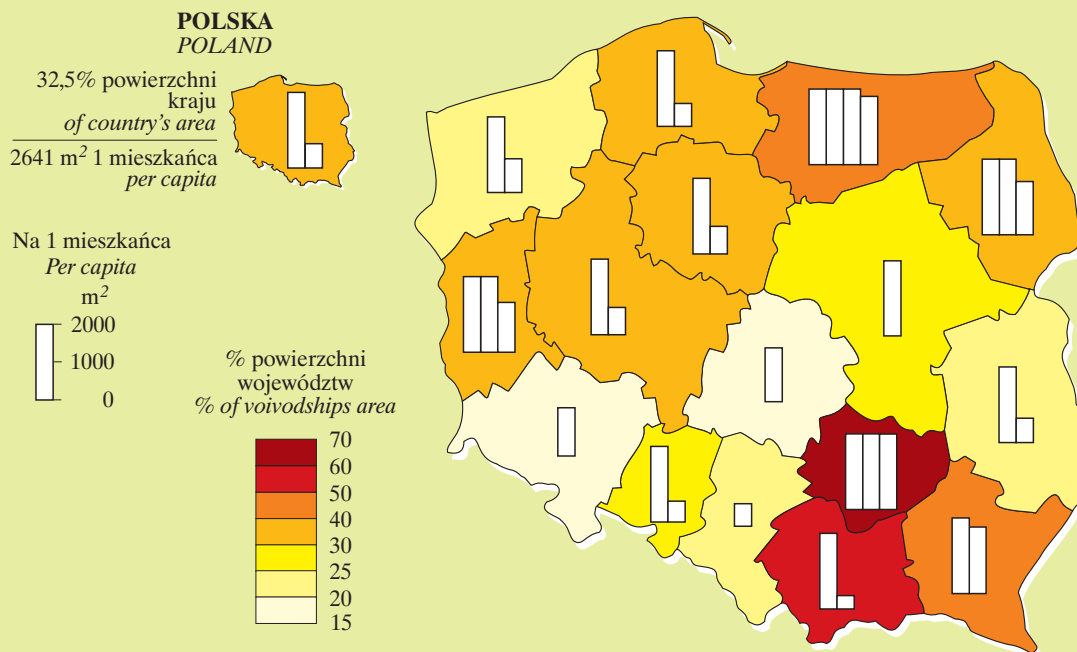 POLSKA
POLAND
32,5% powierzchni
kraju
of country's area
2641 m² 1 mieszkańca
per capita
Na 1 mieszkańca
Per capita
m²
2000
1000
0
% powierzchni
województw
% of voivodships area
70
60
50
40
30
25
20
15